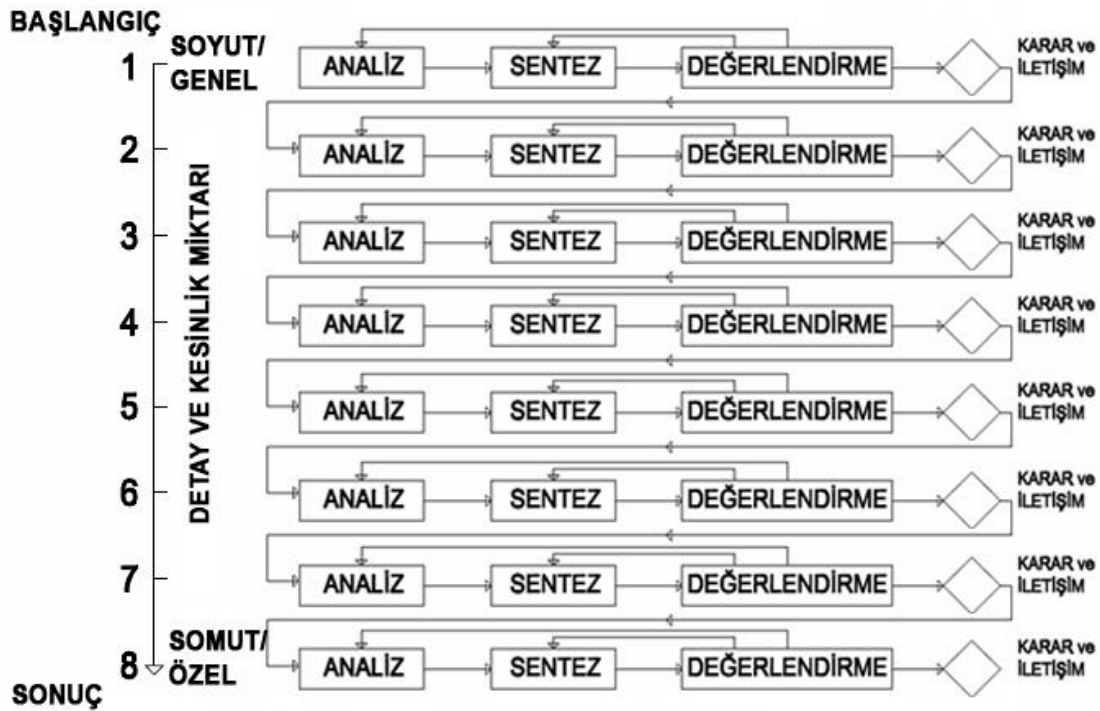 BAŞLANGIÇ
1 SOYUT/
GENEL
ANALİZ SENTEZ DEĞERLENDİRME KARAR ve
İLETİŞİM
2 ANALİZ SENTEZ DEĞERLENDİRME KARAR ve
İLETİŞİM
DETAY VE KESİNLİK MİKTARI
3 ANALİZ SENTEZ DEĞERLENDİRME KARAR ve
İLETİŞİM
4 ANALİZ SENTEZ DEĞERLENDİRME KARAR ve
İLETİŞİM
5 ANALİZ SENTEZ DEĞERLENDİRME KARAR ve
İLETİŞİM
6 ANALİZ SENTEZ DEĞERLENDİRME KARAR ve
İLETİŞİM
7 ANALİZ SENTEZ DEĞERLENDİRME KARAR ve
İLETİŞİM
8 SOMUT/
ÖZEL
ANALİZ SENTEZ DEĞERLENDİRME KARAR ve
İLETİŞİM
SONUÇ